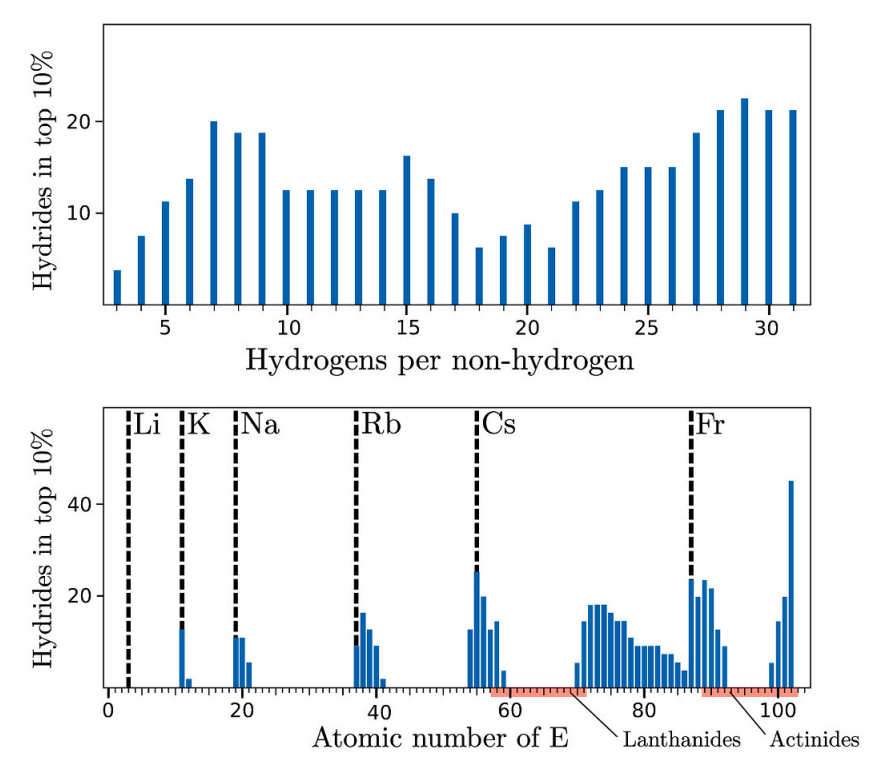 Hydrides in top 10%
20
10
5 10 15 20 25 30
Hydrogens per non-hydrogen
Li K Na Rb Cs Fr
Hydrides in top 10%
40
20
0 20 40 60 80 100
Atomic number of E
Lanthanides Actinides